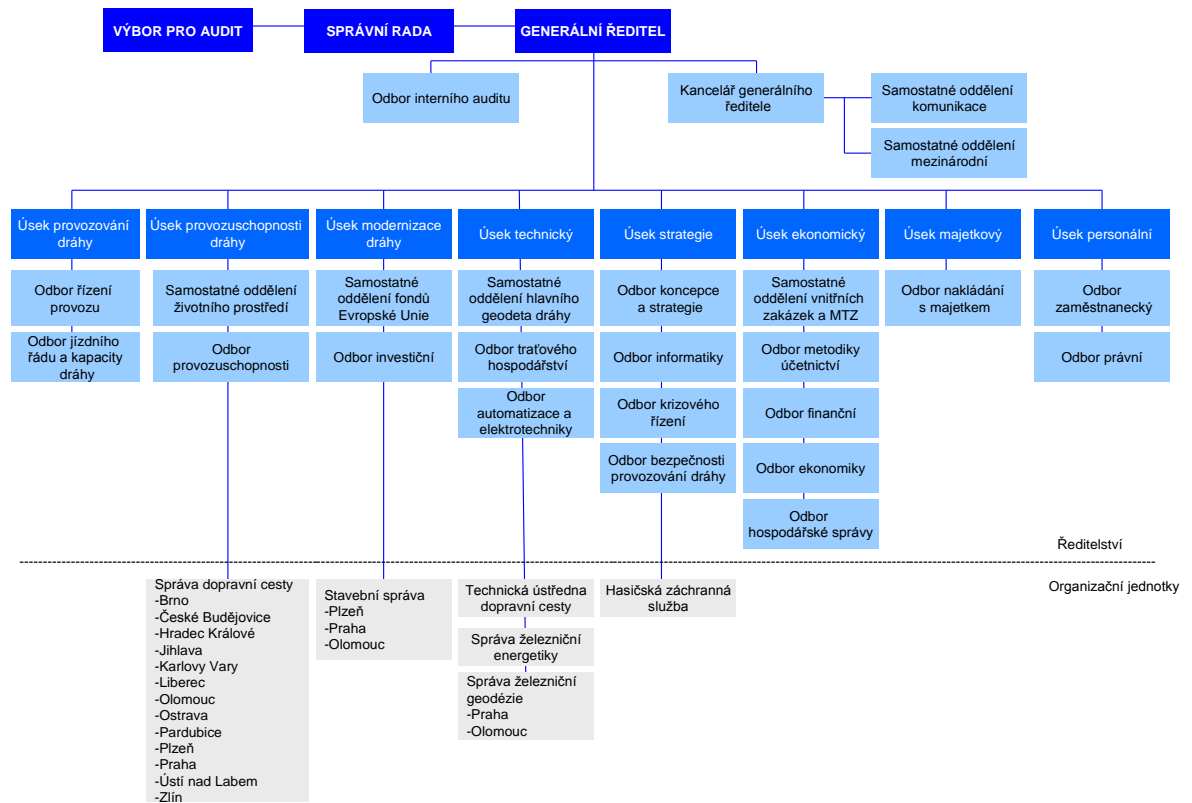 VÝBOR PRO AUDIT
SPRÁVNÍ RADA
GENERÁLNÍ ŘEDITEL
Odbor interního auditu
Kancelář generálního
ředitele
Samostatné oddělení
komunikace
Samostatné oddělení
mezinárodní
Úsek provozování
dráhy
Úsek provozuschopnosti
dráhy
Úsek modernizace
dráhy
Úsek technický
Úsek strategie
Úsek ekonomický
Úsek majetkový
Úsek personální
Odbor řízení
provozu
Odbor jízdního
řádu a kapacity
dráhy
Samostatné oddělení
životního prostředí
Odbor
provozuschopnosti
Samostatné
oddělení fondů
Evropské Unie
Odbor investiční
Samostatné
oddělení hlavního
geodeta dráhy
Odbor traťového
hospodářství
Odbor
automatizace a
elektrotechniky
Odbor koncepce
a strategie
Odbor informatiky
Odbor krizového
řízení
Odbor bezpečnosti
provozování dráhy
Samostatné
oddělení vnitřních
zakázek a MTZ
Odbor metodiky
účetnictví
Odbor finanční
Odbor ekonomiky
Odbor
hospodářské správy
Odbor nakládání
s majetkem
Odbor
zaměstnanecký
Odbor právní
Ředitelství
Organizační jednotky
Správa dopravní cesty
-Brno
-České Budějovice
-Hradec Králové
-Jihlava
-Karlovy Vary
-Liberec
-Olomouc
-Ostrava
-Pardubice
-Plzeň
-Praha
-Ústí nad Labem
-Zlín
Stavební správa
-Plzeň
-Praha
-Olomouc
Technická ústředna
dopravní cesty
Správa železniční
energetiky
Správa železniční
geodézie
-Praha
-Olomouc
Hasičská záchranná
služba